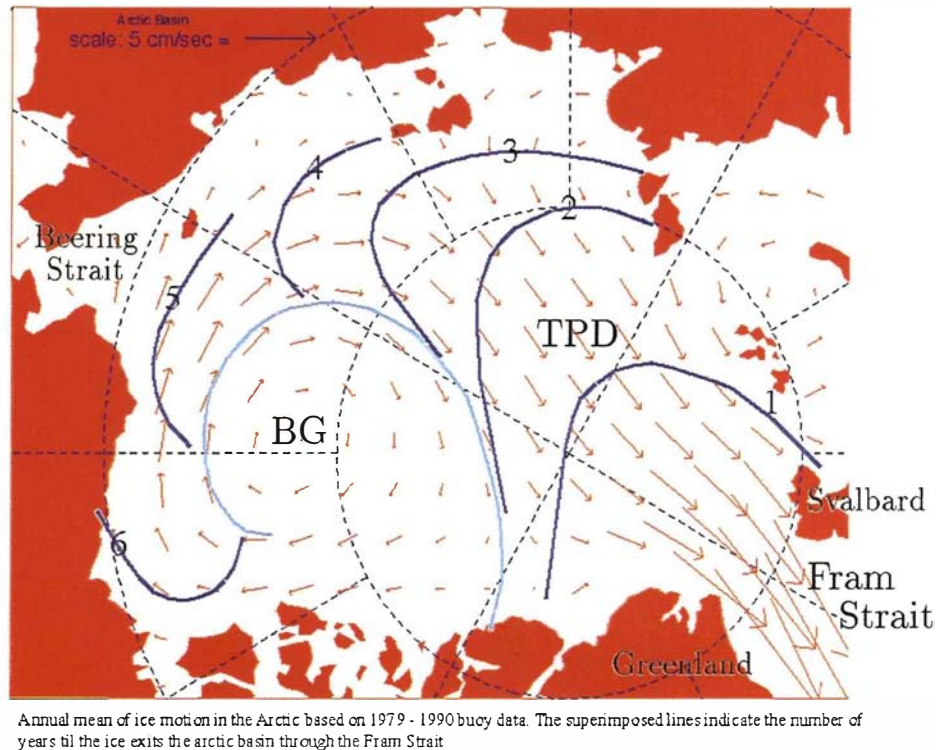 Arctic Basin
scale: 5 cm/sec =
4
3
2
Beering
Strait
5
TPD
1
BG
Svalbard
6
Fram
Strait
Greenland
Annual mean of ice motion in the Arctic based on 1979 - 1990 buoy data. The superimposed lines indicate the number of
years til the ice exits the arctic basin through the Fram Strait